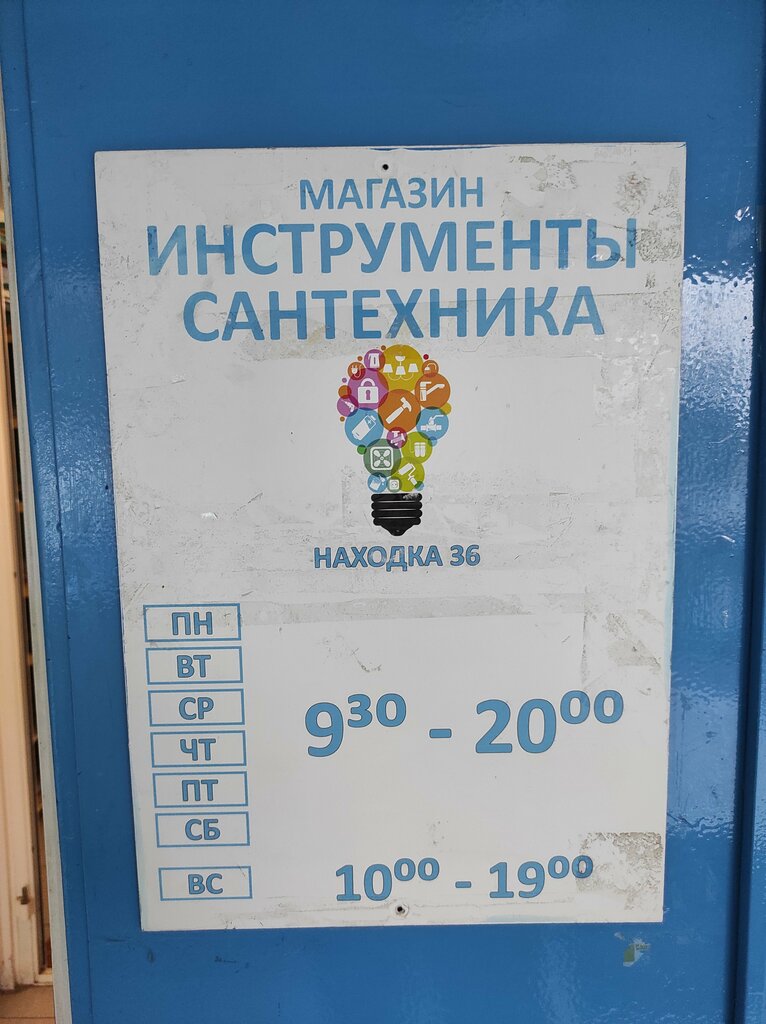 МАГАЗИН
ИНСТРУМЕНТЫ
САНТЕХНИКА
НАХОДКА 36
ПН
ВТ
СР
9³⁰ - 20⁰⁰
ЧТ
ПТ
СБ
ВС 10⁰⁰ - 19⁰⁰